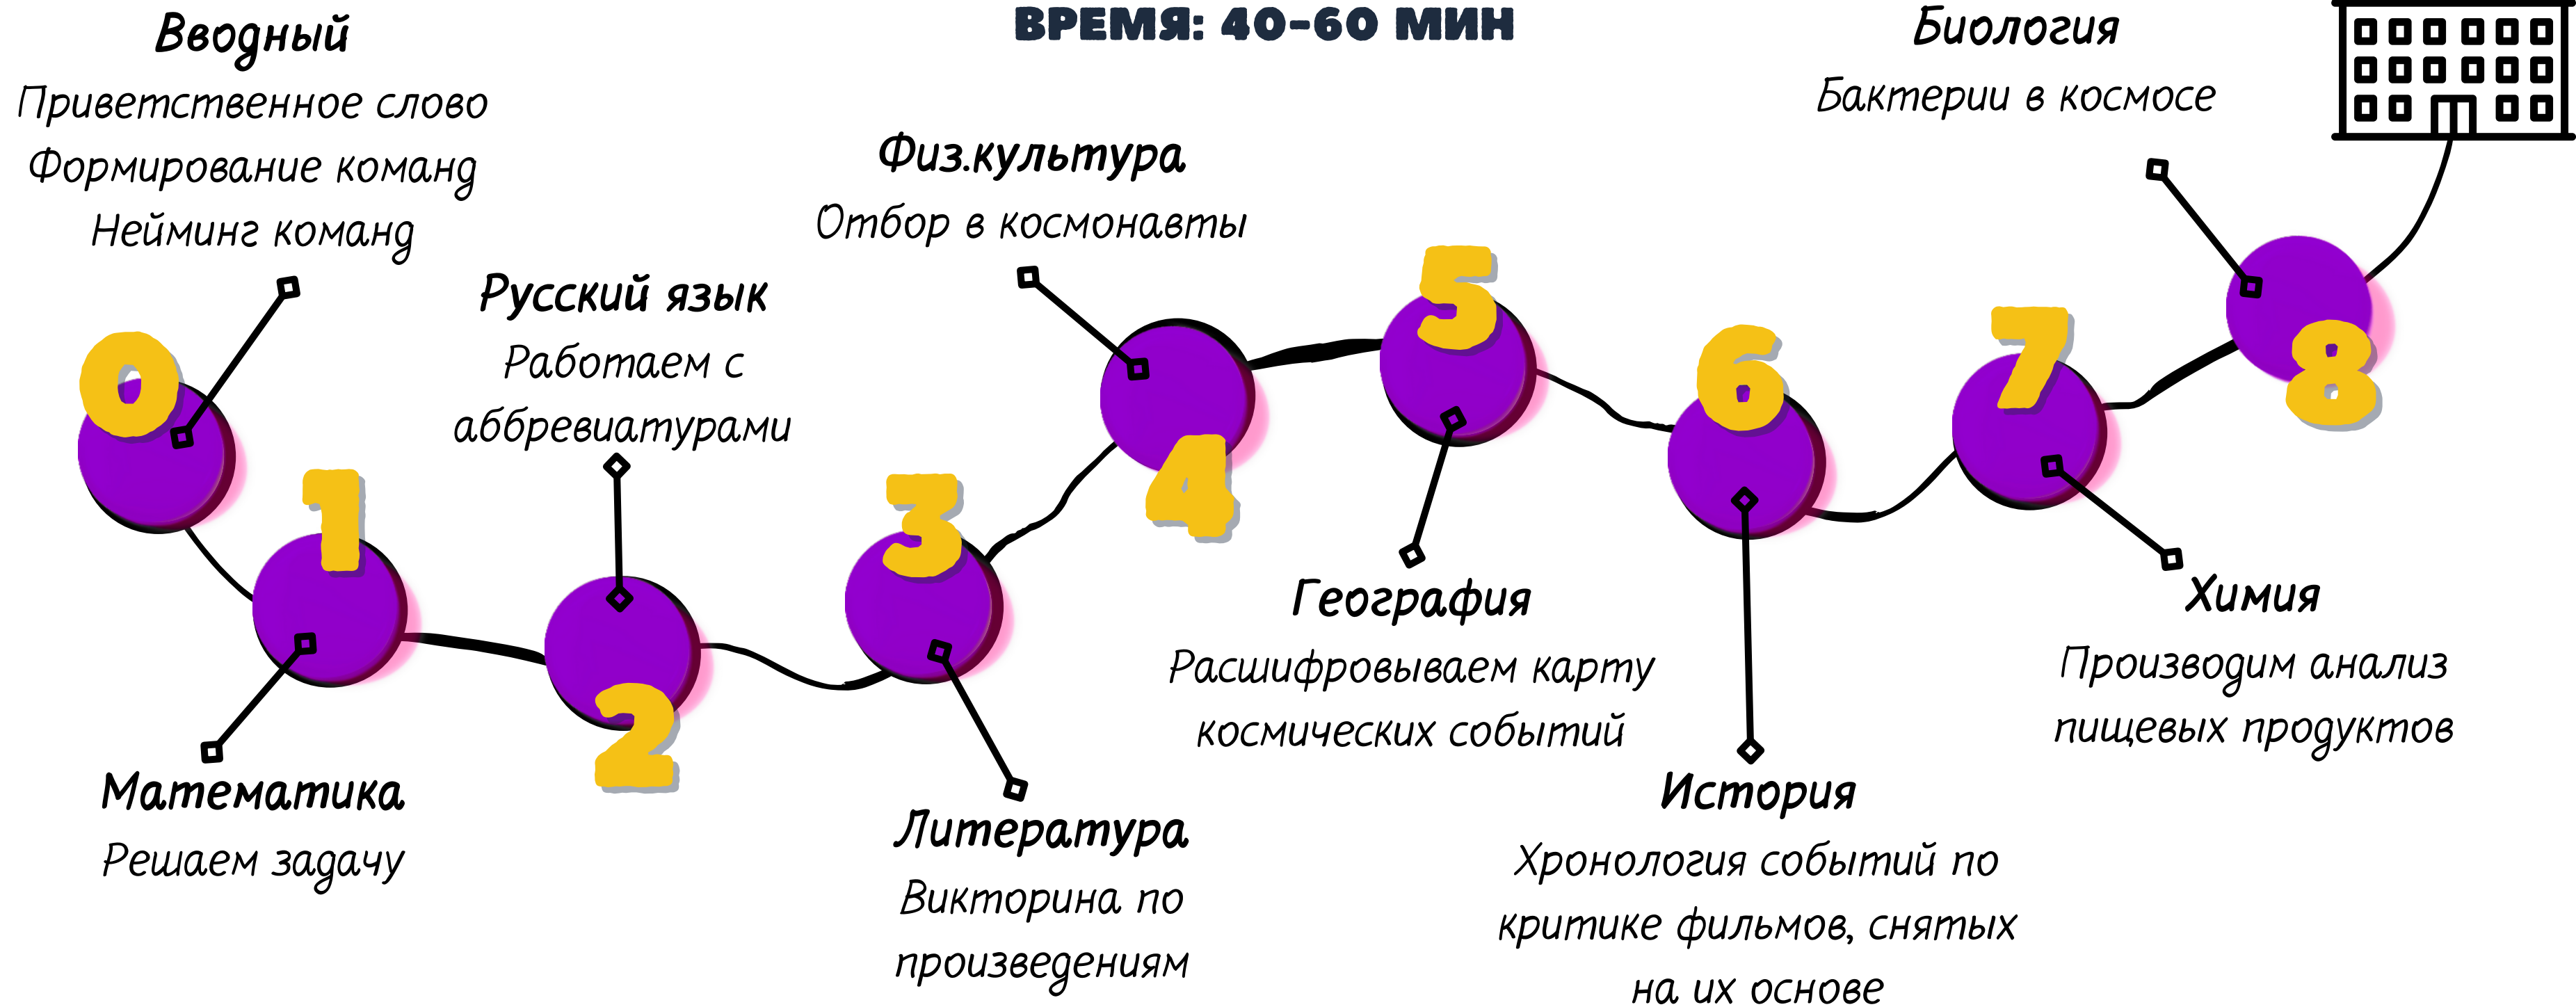 ВРЕМЯ: 40-60 МИН
0
Вводный
Приветственное слово
Формирование команд
Нейминг команд
1
Математика
Решаем задачу
2
Русский язык
Работаем с
аббревиатурами
3
Литература
Викторина по
произведениям
4
Физ.культура
Отбор в космонавты
5
География
Расшифровываем карту
космических событий
6
История
Хронология событий по
критике фильмов, снятых
на их основе
7
Химия
Производим анализ
пищевых продуктов
8
Биология
Бактерии в космосе